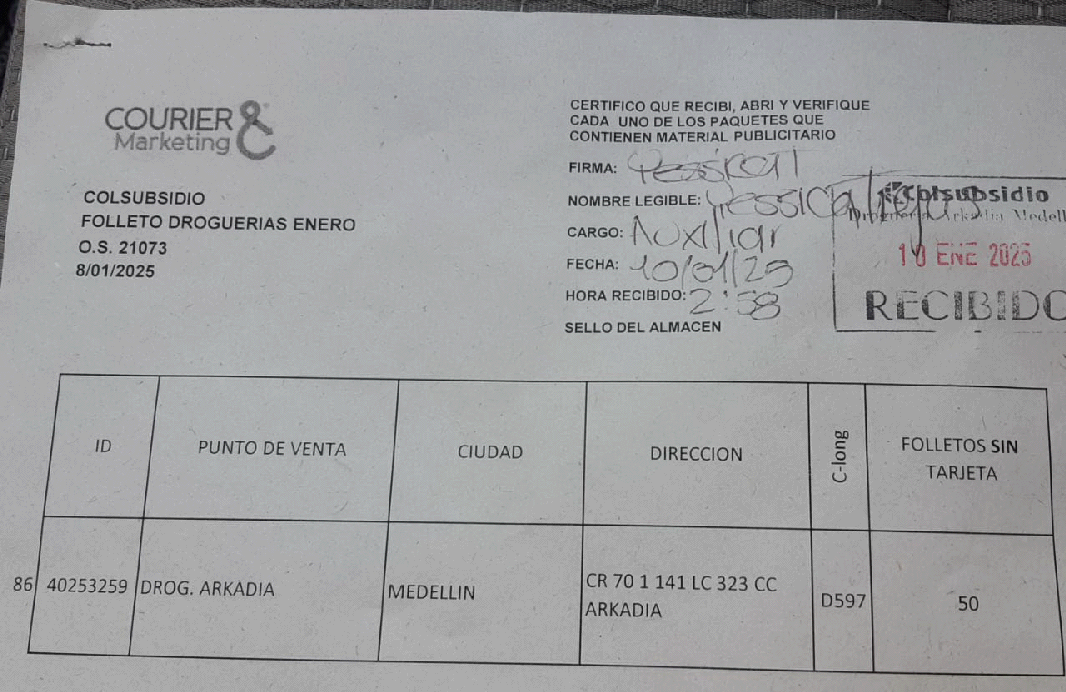 COURIER &
Marketing
COLSUBSIDIO
FOLLETO DROGUERIAS ENERO
O.S. 21073
8/01/2025
CERTIFICO QUE RECIBI, ABRI Y VERIFIQUE
CADA UNO DE LOS PAQUETES QUE
CONTIENEN MATERIAL PUBLICITARIO
FIRMA:
NOMBRE LEGIBLE: Yessica
CARGO: Auxiliar
FECHA: 10/01/25
HORA RECIBIDO: 2:58
SELLO DEL ALMACEN
Colsubsidio
Arkadia Medell
10 ENE 2025
RECIBIDO
ID PUNTO DE VENTA CIUDAD DIRECCION C-long FOLLETOS SIN
TARJETA
86 40253259 DROG. ARKADIA MEDELLIN CR 70 1 141 LC 323 CC
ARKADIA D597 50